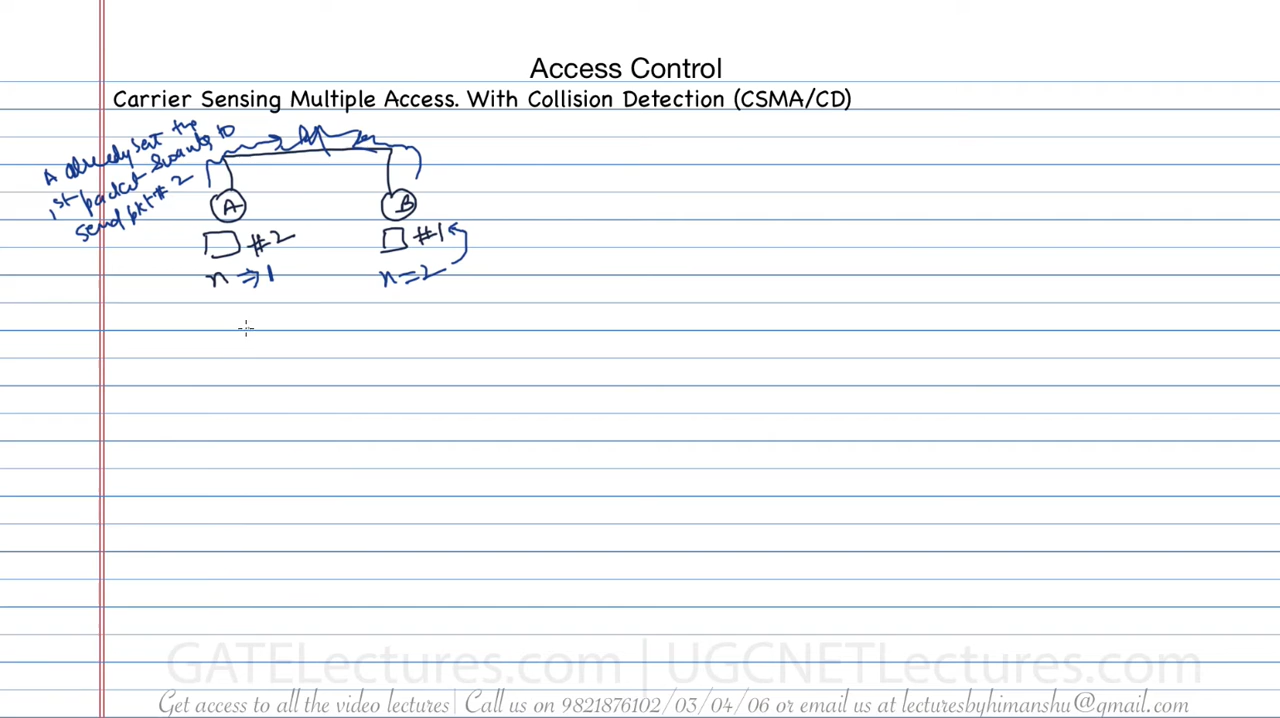 Access Control
Carrier Sensing Multiple Access. With Collision Detection (CSMA/CD)
A already sent the
1st packet & wants to
send pkt # 2
A
B
#2
#1
n ⇒ 1
n = 2
GATELectures.com | UGCNETLectures.com
Get access to all the video lectures | Call us on 9821876102/03/04/06 or email us at lecturesbyhimanshu@gmail.com